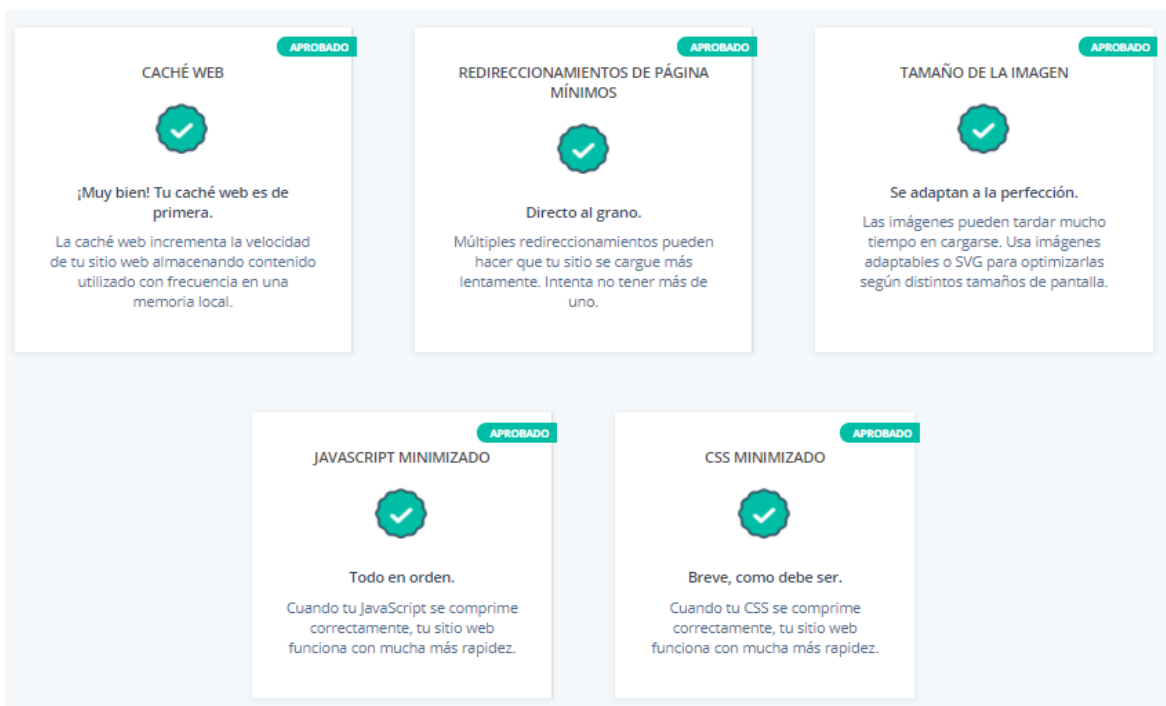 APROBADO
CACHÉ WEB
¡Muy bien! Tu caché web es de
primera.
La caché web incrementa la velocidad
de tu sitio web almacenando contenido
utilizado con frecuencia en una
memoria local.
APROBADO
REDIRECCIONAMIENTOS DE PÁGINA
MÍNIMOS
Directo al grano.
Múltiples redireccionamientos pueden
hacer que tu sitio se cargue más
lentamente. Intenta no tener más de
uno.
APROBADO
TAMAÑO DE LA IMAGEN
Se adaptan a la perfección.
Las imágenes pueden tardar mucho
tiempo en cargarse. Usa imágenes
adaptables o SVG para optimizarlas
según distintos tamaños de pantalla.
APROBADO
JAVASCRIPT MINIMIZADO
Todo en orden.
Cuando tu JavaScript se comprime
correctamente, tu sitio web
funciona con mucha más rapidez.
APROBADO
CSS MINIMIZADO
Breve, como debe ser.
Cuando tu CSS se comprime
correctamente, tu sitio web
funciona con mucha más rapidez.